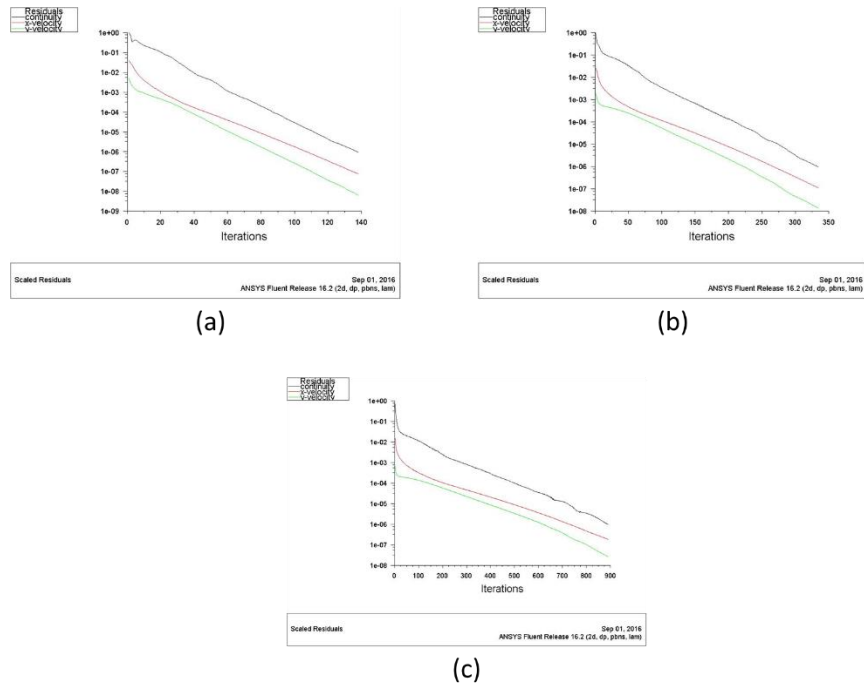 Residuals
continuity
x-velocity
y-velocity
1e+00
1e-01
1e-02
1e-03
1e-04
1e-05
1e-06
1e-07
1e-08
1e-09
0 20 40 60 80 100 120 140
Iterations
Scaled Residuals
Sep 01, 2016
ANSYS Fluent Release 16.2 (2d, dp, pbns, lam)
(a)
Residuals
continuity
x-velocity
y-velocity
1e+00
1e-01
1e-02
1e-03
1e-04
1e-05
1e-06
1e-07
1e-08
0 50 100 150 200 250 300 350
Iterations
Scaled Residuals
Sep 01, 2016
ANSYS Fluent Release 16.2 (2d, dp, pbns, lam)
(b)
Residuals
continuity
x-velocity
y-velocity
1e+00
1e-01
1e-02
1e-03
1e-04
1e-05
1e-06
1e-07
1e-08
0 100 200 300 400 500 600 700 800 900
Iterations
Scaled Residuals
Sep 01, 2016
ANSYS Fluent Release 16.2 (2d, dp, pbns, lam)
(c)